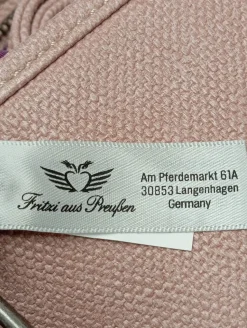 Fritzi aus Preußen
Am Pferdemarkt 61A
30853 Langenhagen
Germany